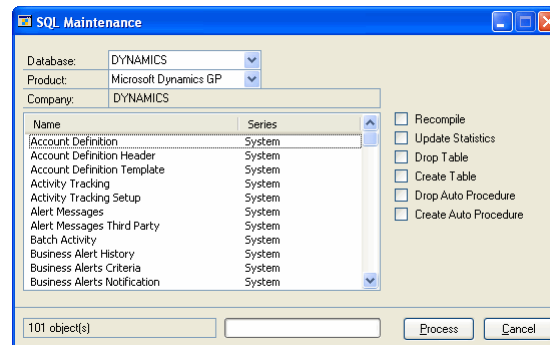 SQL Maintenance
Database: DYNAMICS
Product: Microsoft Dynamics GP
Company: DYNAMICS
Name Series
Account Definition System
Account Definition Header System
Account Definition Template System
Activity Tracking System
Activity Tracking Setup System
Alert Messages System
Alert Messages Third Party System
Batch Activity System
Business Alert History System
Business Alerts Criteria System
Business Alerts Notification System
Recompile
Update Statistics
Drop Table
Create Table
Drop Auto Procedure
Create Auto Procedure
101 object(s)
Process Cancel